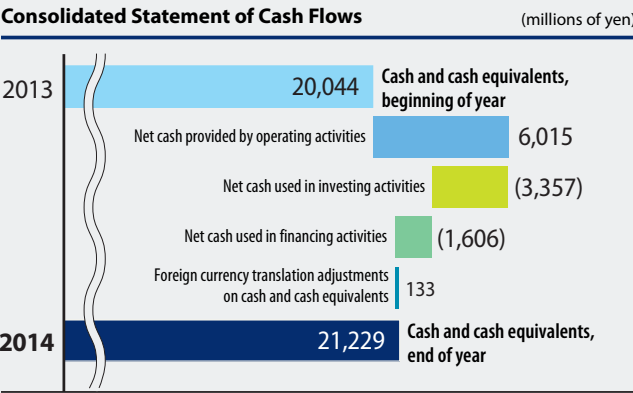 Consolidated Statement of Cash Flows
(millions of yen)
2013
20,044
Cash and cash equivalents,
beginning of year
Net cash provided by operating activities
6,015
Net cash used in investing activities
(3,357)
Net cash used in financing activities
(1,606)
Foreign currency translation adjustments
on cash and cash equivalents
133
2014
21,229
Cash and cash equivalents,
end of year